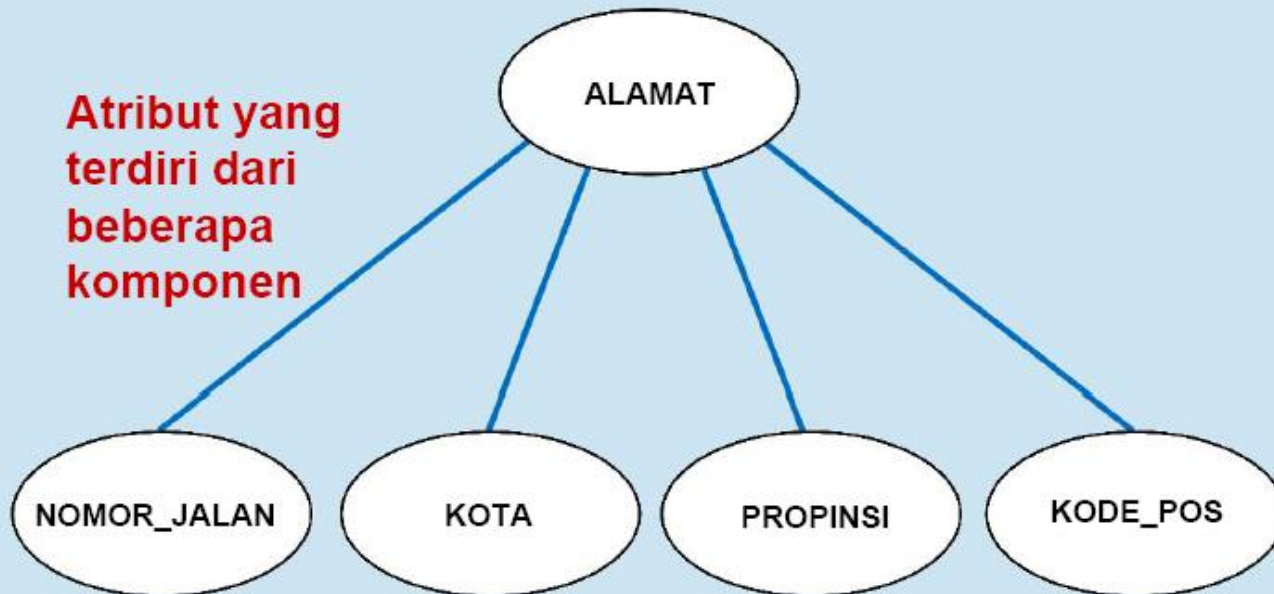 ALAMAT
Atribut yang
terdiri dari
beberapa
komponen
NOMOR_JALAN
KOTA
PROPINSI
KODE_POS